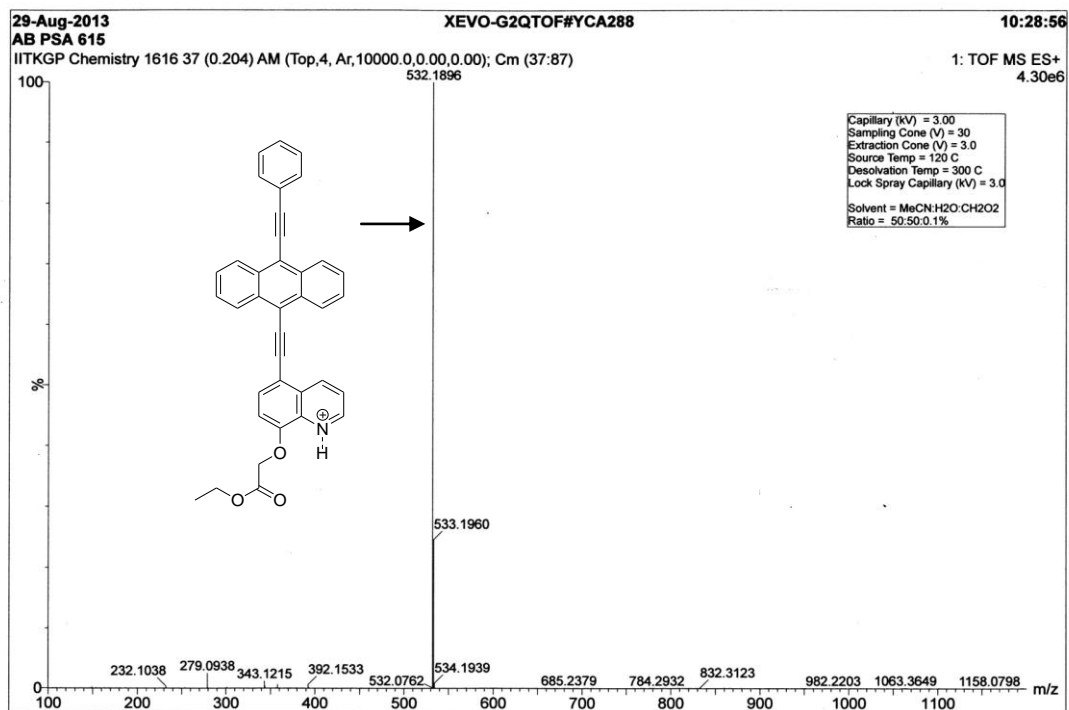 29-Aug-2013 XEVO-G2QTOF#YCA288 10:28:56
AB PSA 615
IITKGP Chemistry 1616 37 (0.204) AM (Top,4, Ar,10000.0,0.00,0.00); Cm (37:87) 1: TOF MS ES+
4.30e6
100
532.1896
Capillary (kV) = 3.00
Sampling Cone (V) = 30
Extraction Cone (V) = 3.0
Source Temp = 120 C
Desolvation Temp = 300 C
Lock Spray Capillary (kV) = 3.0
Solvent = MeCN:H2O:CH2O2
Ratio = 50:50:0.1%
%
+
N
H
O
O
O
533.1960
232.1038 279.0938 343.1215 392.1533 532.0762 534.1939 685.2379 784.2932 832.3123 982.2203 1063.3649 1158.0798
0
m/z
100 200 300 400 500 600 700 800 900 1000 1100